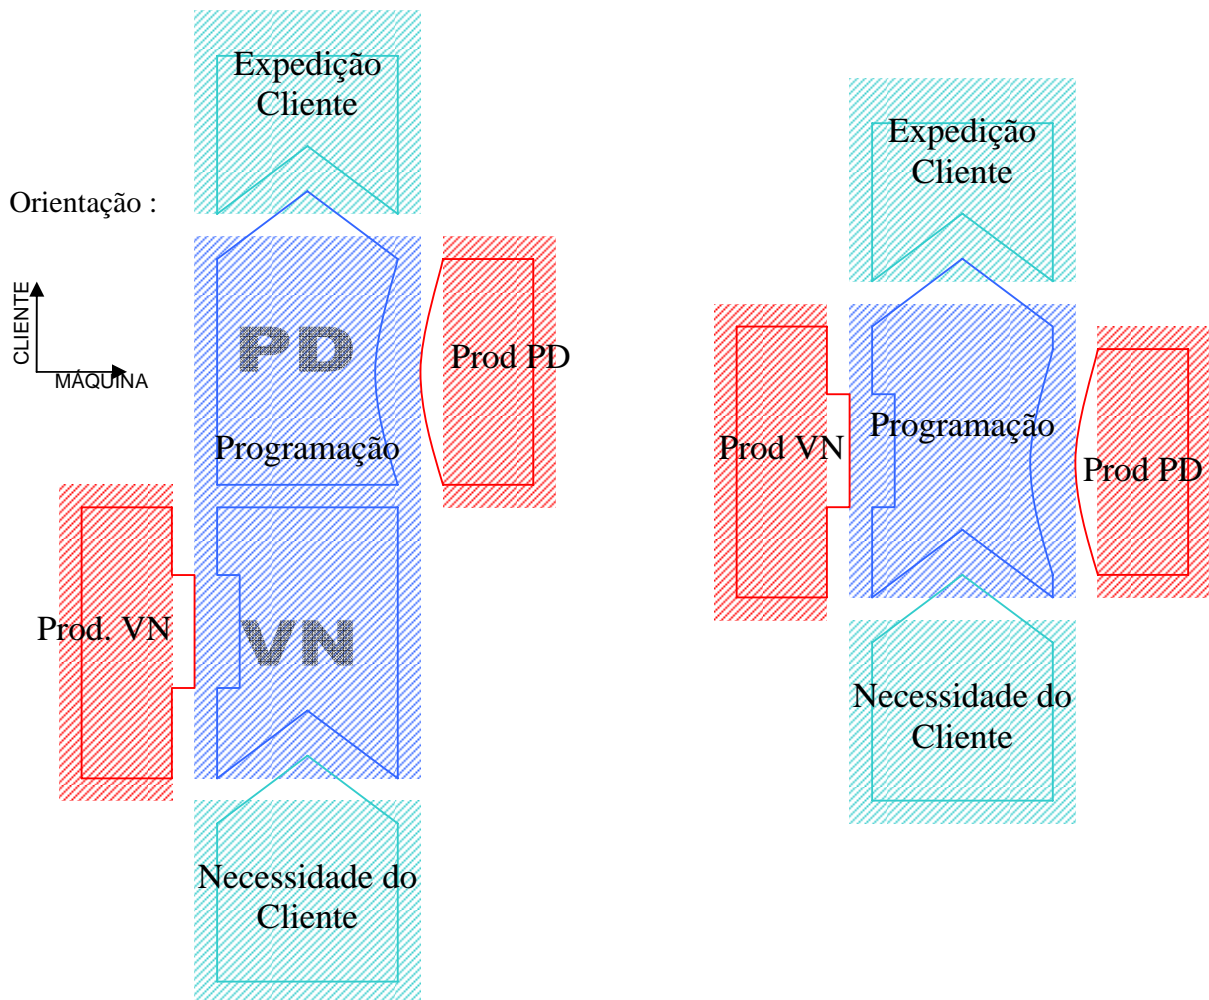 Expedição
Cliente
Orientação :
CLIENTE
MÁQUINA
PD
Prod PD
Programação
Prod. VN
VN
Necessidade do
Cliente
Expedição
Cliente
Prod VN
Programação
Prod PD
Necessidade do
Cliente